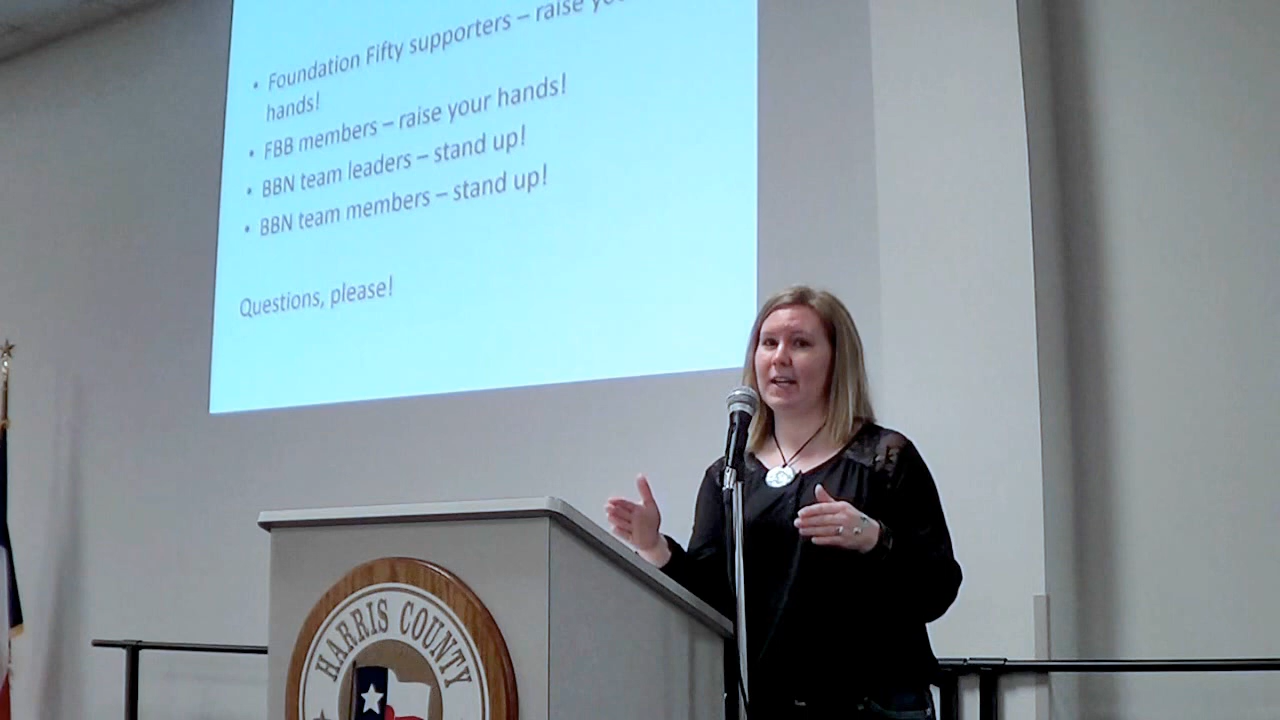 • Foundation Fifty supporters – raise
hands!
• FBB members – raise your hands!
• BBN team leaders – stand up!
• BBN team members – stand up!
Questions, please!
HARRIS COUNTY